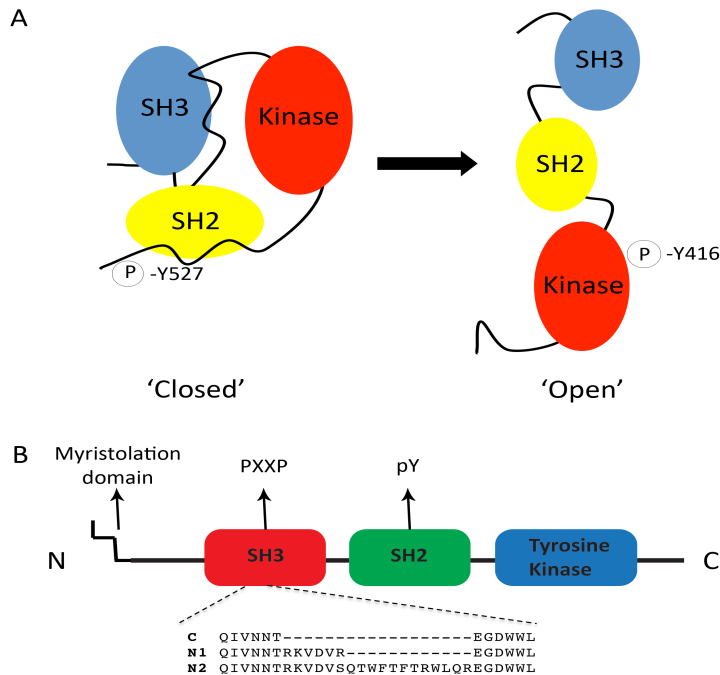 A
SH3
Kinase
SH2
P -Y527
'Closed'
SH3
SH2
P -Y416
Kinase
'Open'
B
Myristolation
domain
PXXP
pY
N
SH3
SH2
Tyrosine
Kinase
C
C QIVNNT------------------EGDWWL
N1 QIVNNTRKVDVR------------EGDWWL
N2 QIVNNTRKVDVSQTWFTFTRWLQREGDWWL